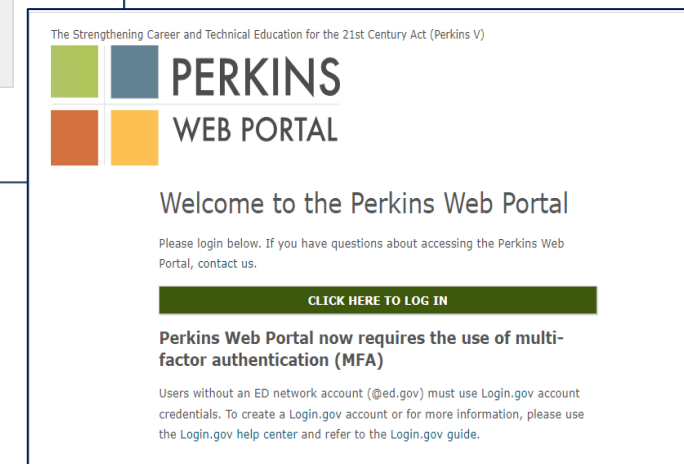 The Strengthening Career and Technical Education for the 21st Century Act (Perkins V)
PERKINS
WEB PORTAL
Welcome to the Perkins Web Portal
Please login below. If you have questions about accessing the Perkins Web
Portal, contact us.
CLICK HERE TO LOG IN
Perkins Web Portal now requires the use of multi-
factor authentication (MFA)
Users without an ED network account (@ed.gov) must use Login.gov account
credentials. To create a Login.gov account or for more information, please use
the Login.gov help center and refer to the Login.gov guide.